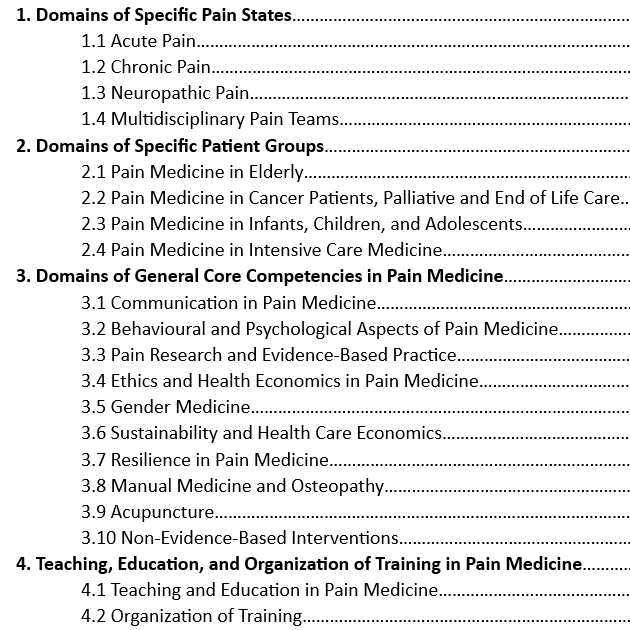 1. Domains of Specific Pain States
1.1 Acute Pain
1.2 Chronic Pain
1.3 Neuropathic Pain
1.4 Multidisciplinary Pain Teams
2. Domains of Specific Patient Groups
2.1 Pain Medicine in Elderly
2.2 Pain Medicine in Cancer Patients, Palliative and End of Life Care
2.3 Pain Medicine in Infants, Children, and Adolescents
2.4 Pain Medicine in Intensive Care Medicine
3. Domains of General Core Competencies in Pain Medicine
3.1 Communication in Pain Medicine
3.2 Behavioural and Psychological Aspects of Pain Medicine
3.3 Pain Research and Evidence-Based Practice
3.4 Ethics and Health Economics in Pain Medicine
3.5 Gender Medicine
3.6 Sustainability and Health Care Economics
3.7 Resilience in Pain Medicine
3.8 Manual Medicine and Osteopathy
3.9 Acupuncture
3.10 Non-Evidence-Based Interventions
4. Teaching, Education, and Organization of Training in Pain Medicine
4.1 Teaching and Education in Pain Medicine
4.2 Organization of Training